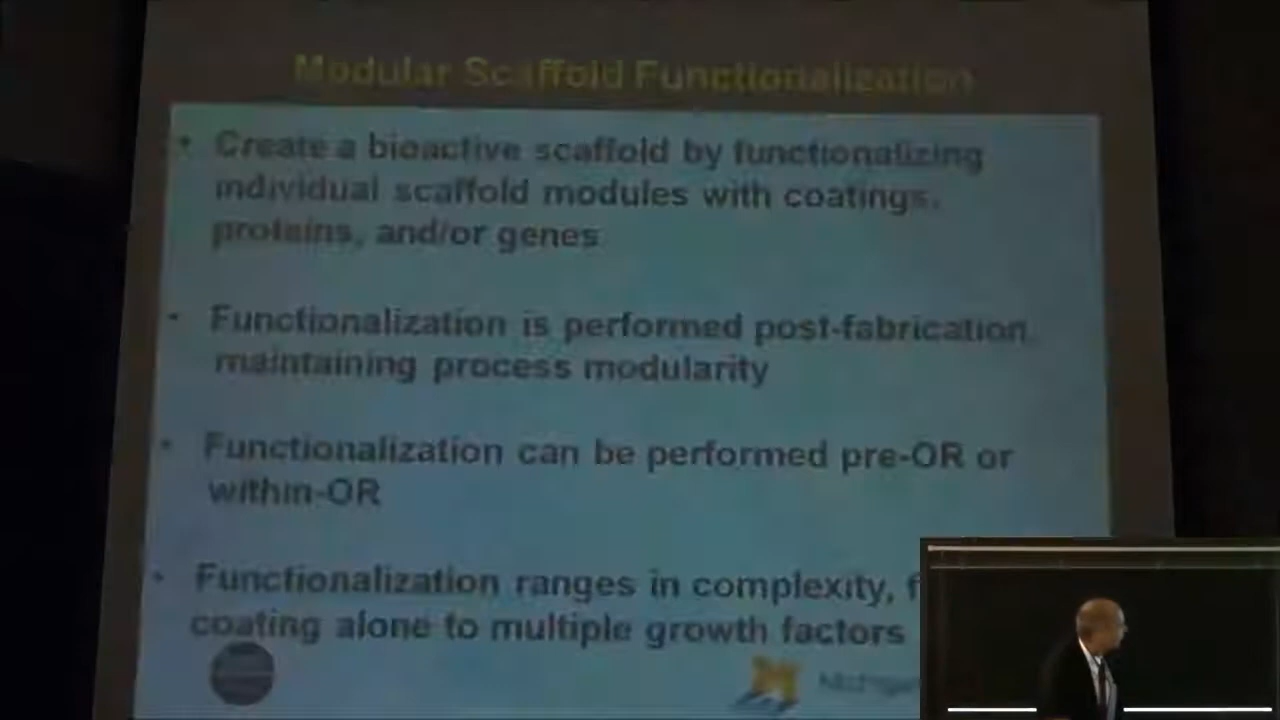 Modular Scaffold Functionalization
• Create a bioactive scaffold by functionalizing
individual scaffold modules with coatings,
proteins, and/or genes
• Functionalization is performed post-fabrication,
maintaining process modularity
• Functionalization can be performed pre-OR or
within-OR
• Functionalization ranges in complexity, f
coating alone to multiple growth factors